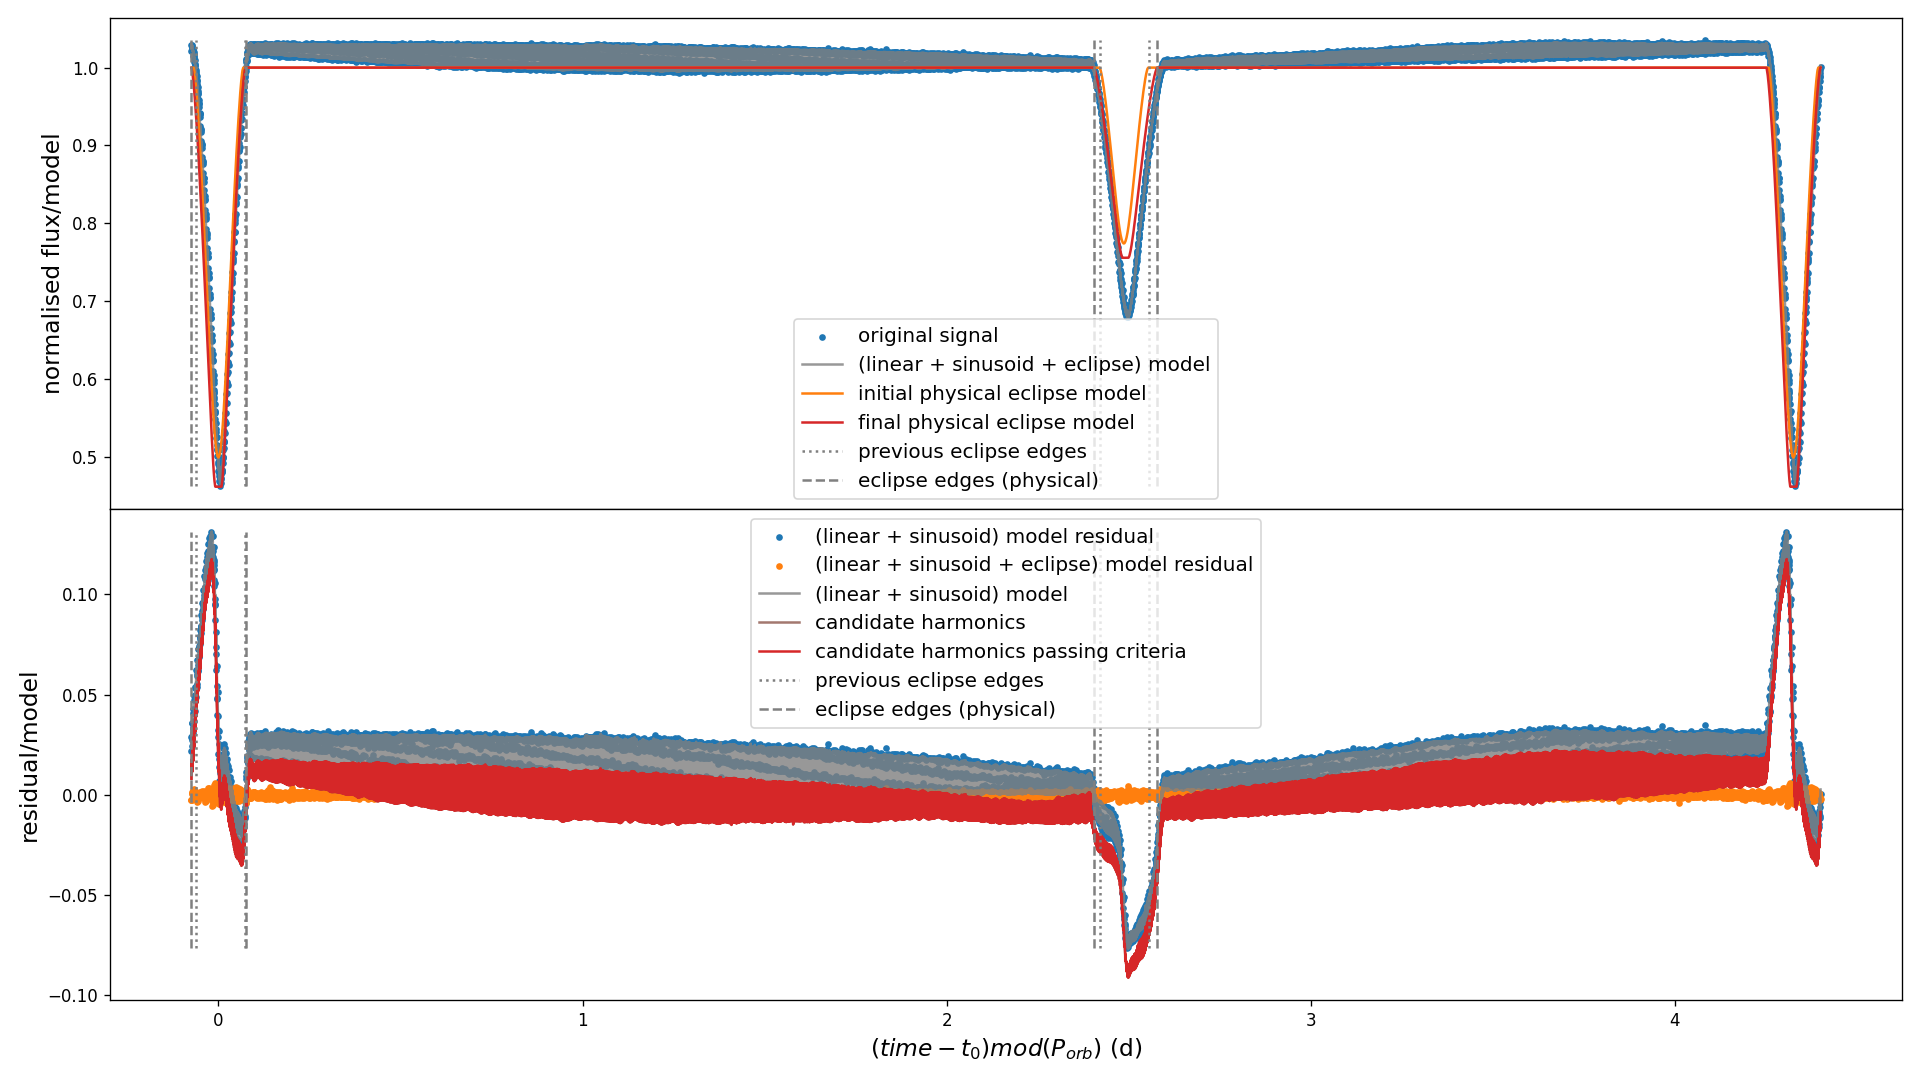 normalised flux/model
1.0
0.9
0.8
0.7
0.6
0.5
original signal
(linear + sinusoid + eclipse) model
initial physical eclipse model
final physical eclipse model
previous eclipse edges
eclipse edges (physical)
residual/model
0.10
0.05
0.00
−0.05
−0.10
(linear + sinusoid) model residual
(linear + sinusoid + eclipse) model residual
(linear + sinusoid) model
candidate harmonics
candidate harmonics passing criteria
previous eclipse edges
eclipse edges (physical)
0 1 2 3 4
(time − t₀)mod(P_orb) (d)